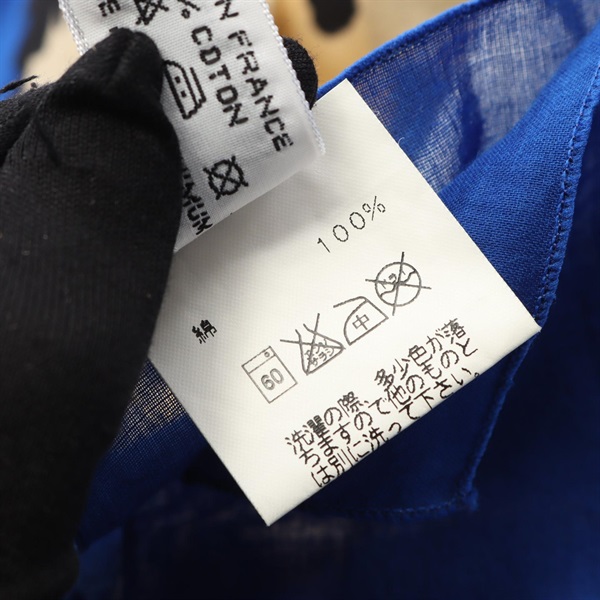 N FRANCE
% COTON
MÜN
綿
100%
60
中
洗濯の際、多少色が落
ちますので他のものと
は別に洗って下さい。